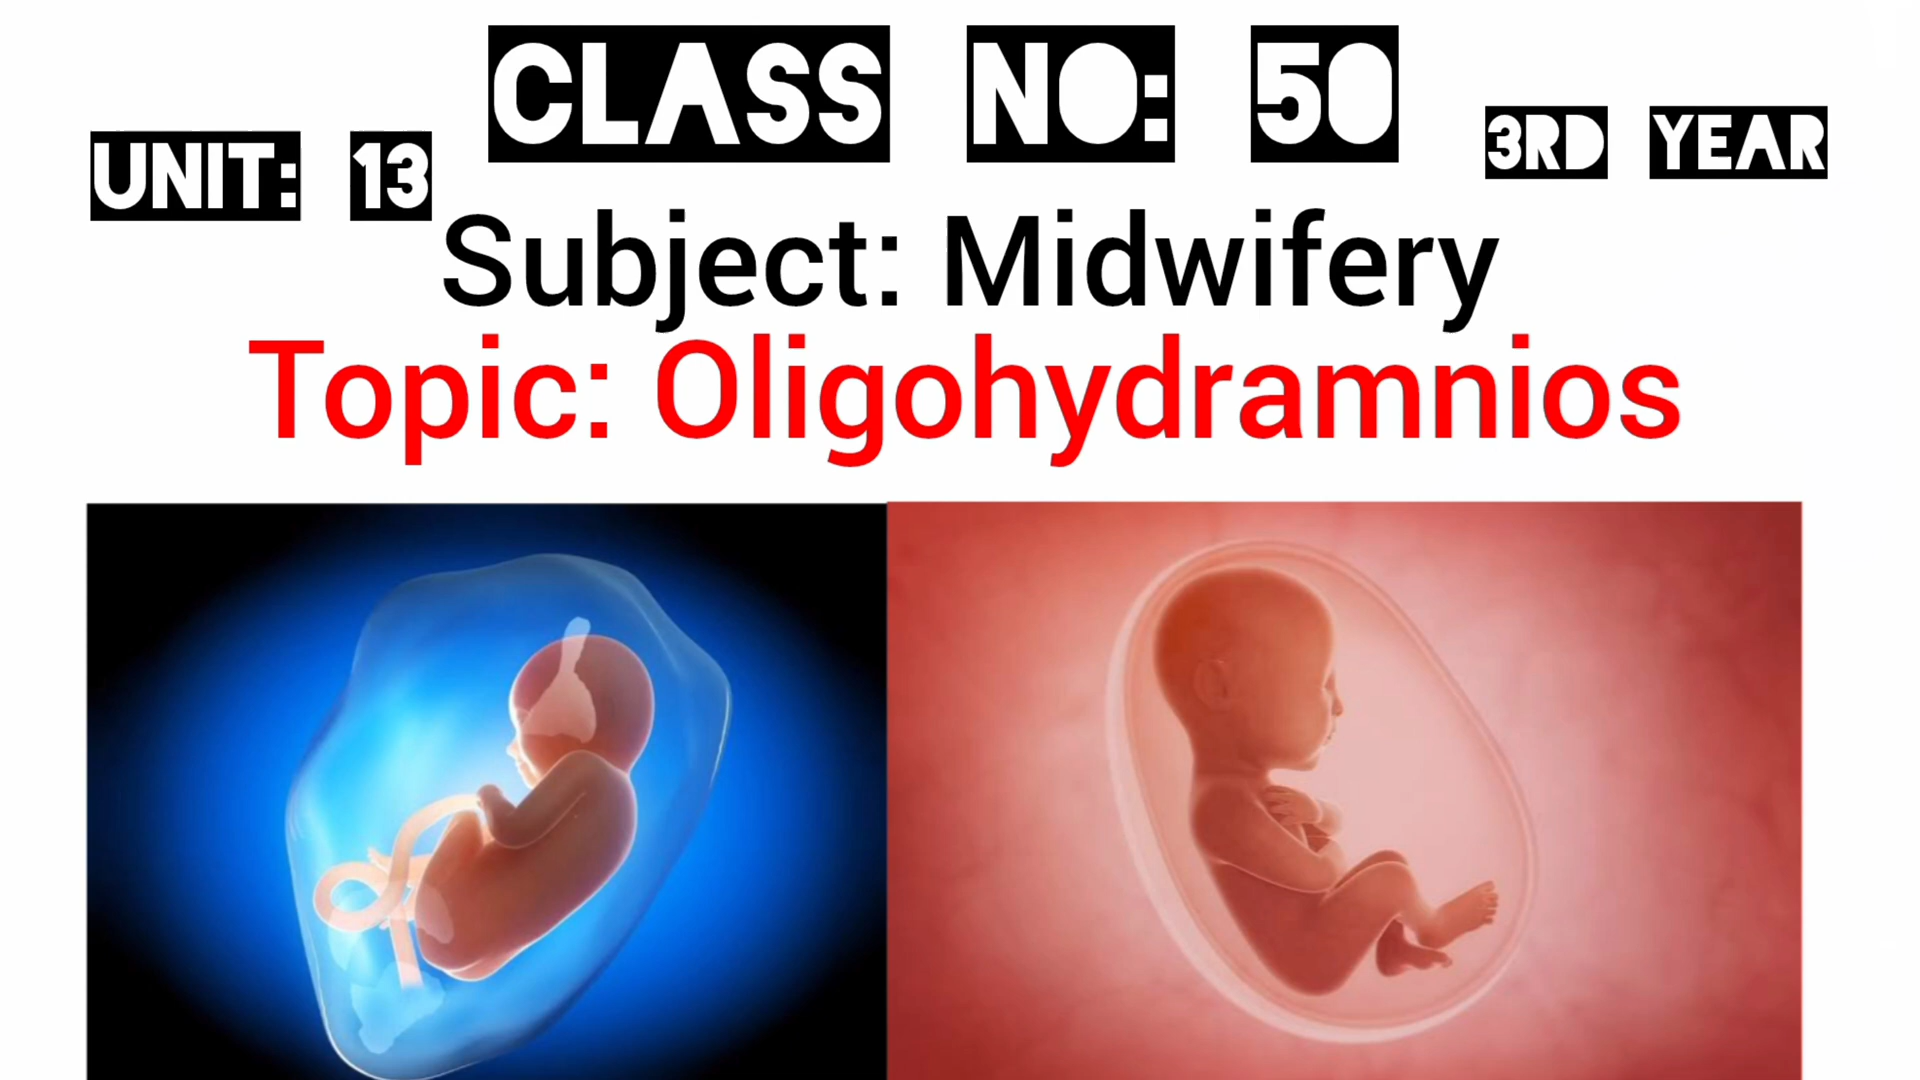 CLASS NO: 50
UNIT: 13
3RD YEAR
Subject: Midwifery
Topic: Oligohydramnios